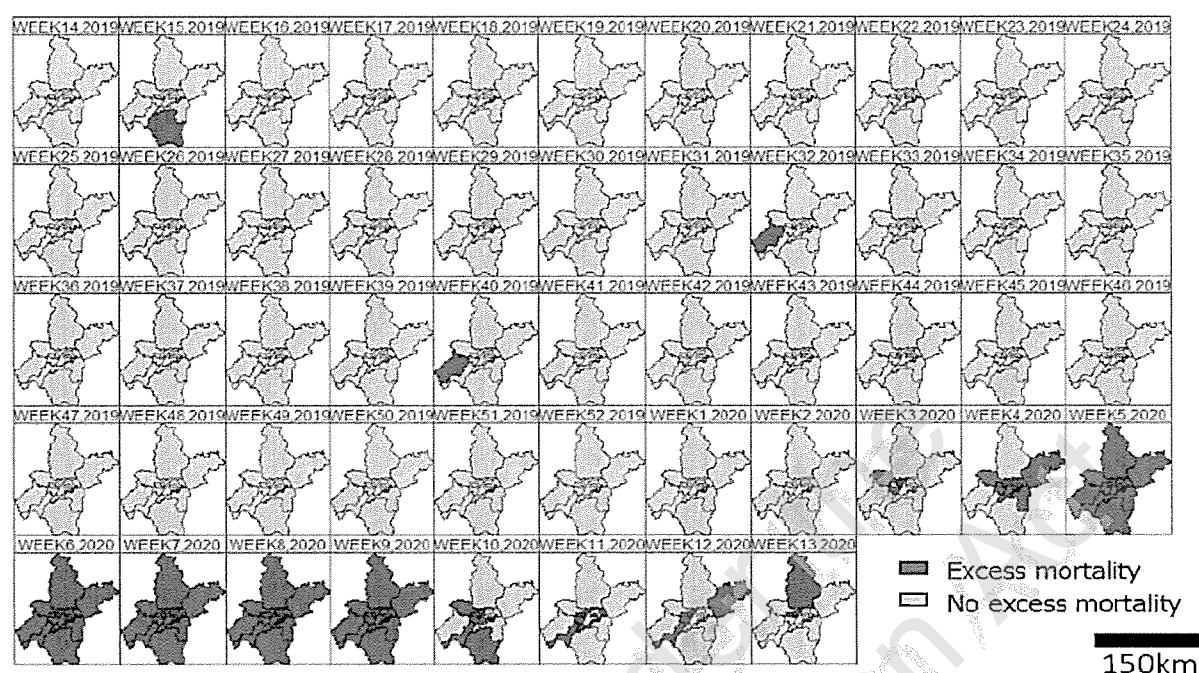 WEEK14.2019 WEEK15.2019 WEEK16.2019 WEEK17.2019 WEEK18.2019 WEEK19.2019 WEEK20.2019 WEEK21.2019 WEEK22.2019 WEEK23.2019 WEEK24.2019
WEEK25.2019 WEEK26.2019 WEEK27.2019 WEEK28.2019 WEEK29.2019 WEEK30.2019 WEEK31.2019 WEEK32.2019 WEEK33.2019 WEEK34.2019 WEEK35.2019
WEEK36.2019 WEEK37.2019 WEEK38.2019 WEEK39.2019 WEEK40.2019 WEEK41.2019 WEEK42.2019 WEEK43.2019 WEEK44.2019 WEEK45.2019 WEEK46.2019
WEEK47.2019 WEEK48.2019 WEEK49.2019 WEEK50.2019 WEEK51.2019 WEEK52.2019 WEEK1.2020 WEEK2.2020 WEEK3.2020 WEEK4.2020 WEEK5.2020
WEEK6.2020 WEEK7.2020 WEEK8.2020 WEEK9.2020 WEEK10.2020 WEEK11.2020 WEEK12.2020 WEEK13.2020
Excess mortality
No excess mortality
150km